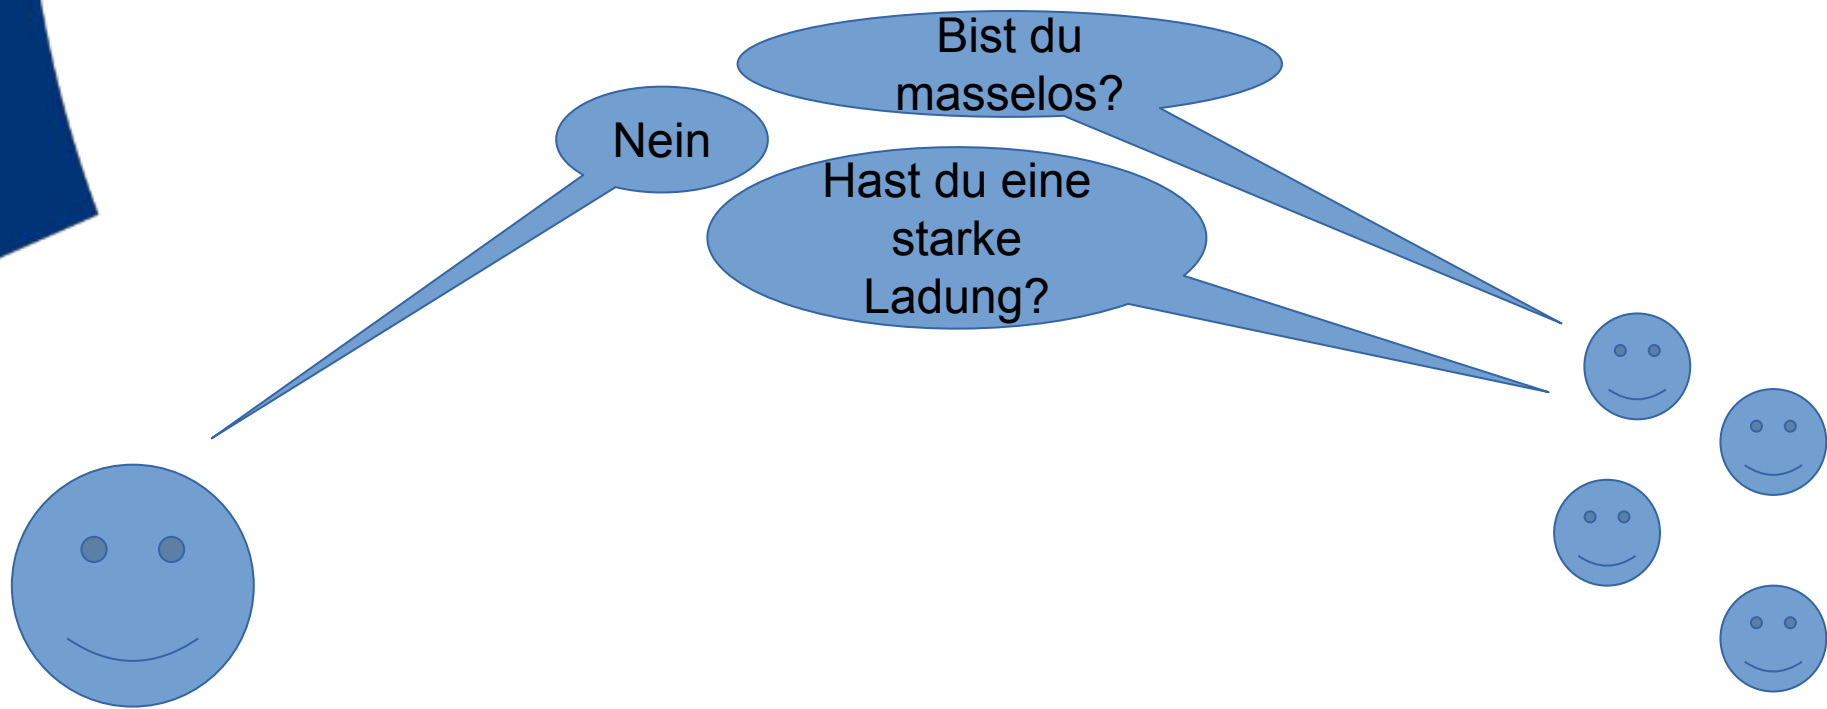 Bist du
masselos?
Nein
Hast du eine
starke
Ladung?